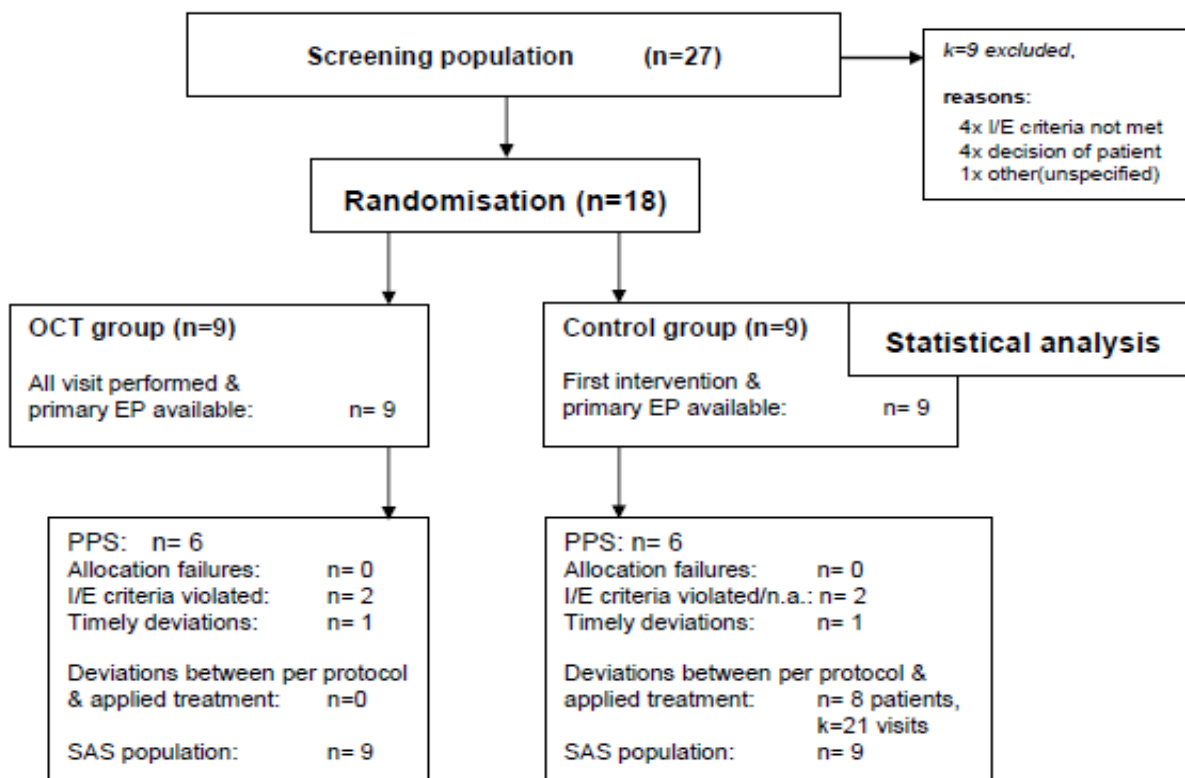 Screening population (n=27)
k=9 excluded,
reasons:
4x I/E criteria not met
4x decision of patient
1x other(unspecified)
Randomisation (n=18)
OCT group (n=9)
All visit performed &
primary EP available: n= 9
Control group (n=9)
First intervention &
primary EP available: n= 9
Statistical analysis
PPS: n= 6
Allocation failures: n= 0
I/E criteria violated: n= 2
Timely deviations: n= 1
Deviations between per protocol
& applied treatment: n=0
SAS population: n= 9
PPS: n= 6
Allocation failures: n= 0
I/E criteria violated/n.a.: n= 2
Timely deviations: n= 1
Deviations between per protocol &
applied treatment: n= 8 patients,
k=21 visits
SAS population: n= 9